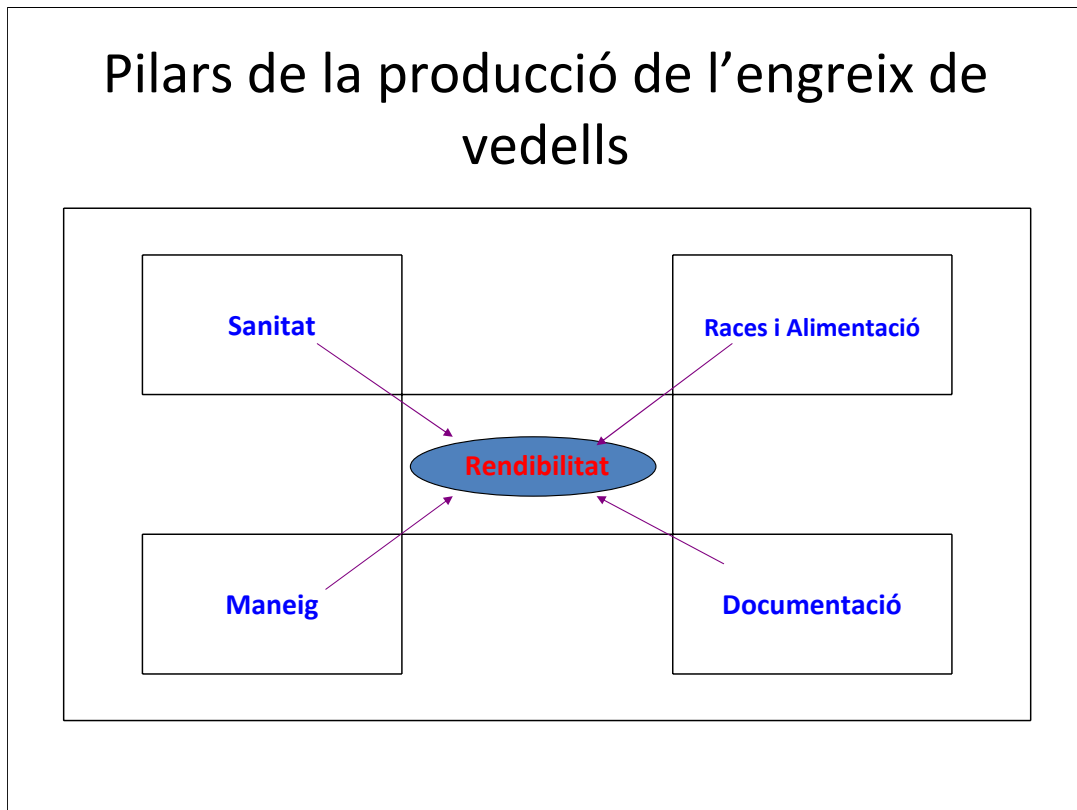 Pilars de la producció de l’engreix de
vedells
Sanitat
Races i Alimentació
Rendibilitat
Maneig
Documentació